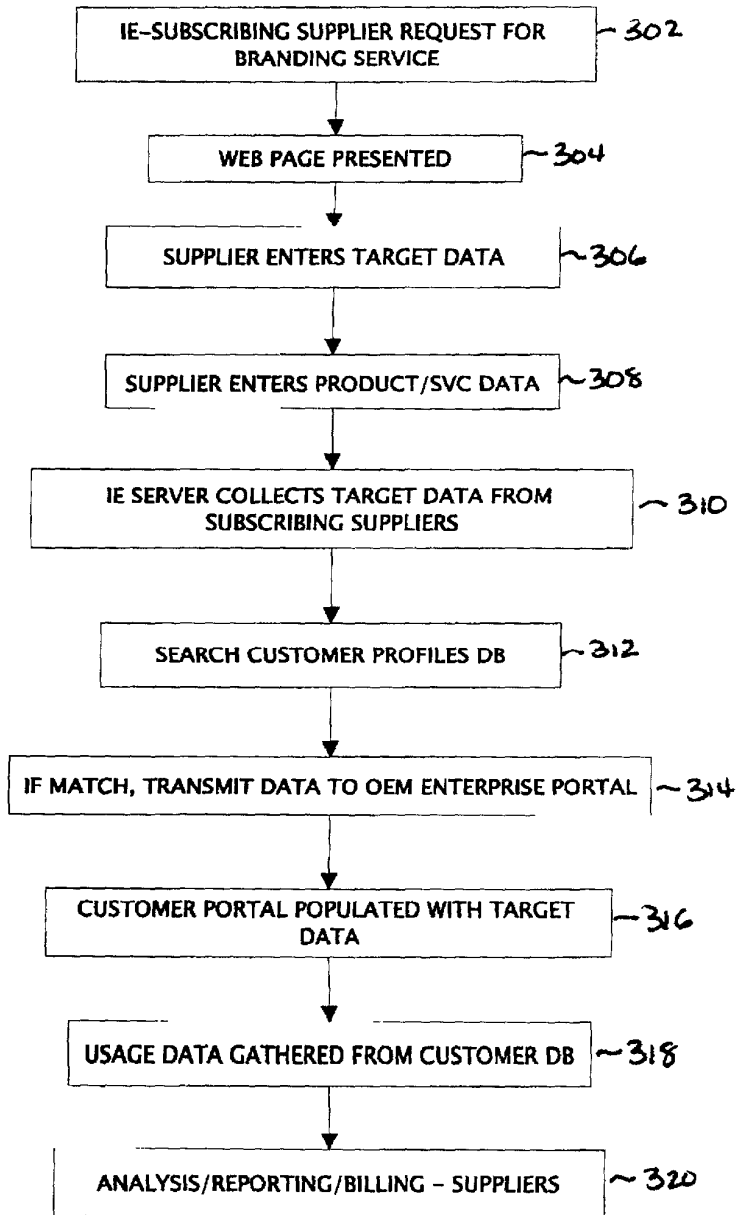 IE-SUBSCRIBING SUPPLIER REQUEST FOR
BRANDING SERVICE
302
WEB PAGE PRESENTED
304
SUPPLIER ENTERS TARGET DATA
306
SUPPLIER ENTERS PRODUCT/SVC DATA
308
IE SERVER COLLECTS TARGET DATA FROM
SUBSCRIBING SUPPLIERS
310
SEARCH CUSTOMER PROFILES DB
312
IF MATCH, TRANSMIT DATA TO OEM ENTERPRISE PORTAL
314
CUSTOMER PORTAL POPULATED WITH TARGET
DATA
316
USAGE DATA GATHERED FROM CUSTOMER DB
318
ANALYSIS/REPORTING/BILLING - SUPPLIERS
320